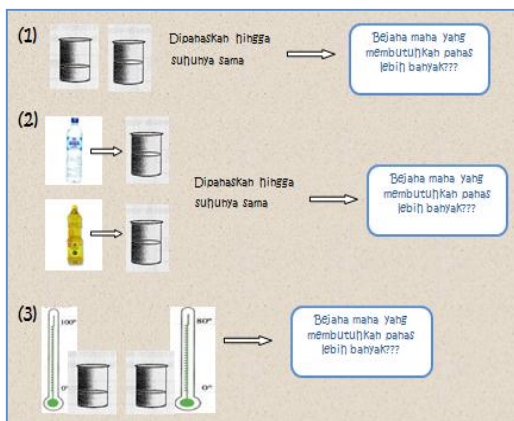 (1)
Dipanaskan hingga
suhunya sama
Bejana mana yang
membutuhkan panas
lebih banyak???
(2)
Dipanaskan hingga
suhunya sama
Bejana mana yang
membutuhkan panas
lebih banyak???
(3)
100°
0°
80°
0°
Bejana mana yang
membutuhkan panas
lebih banyak???